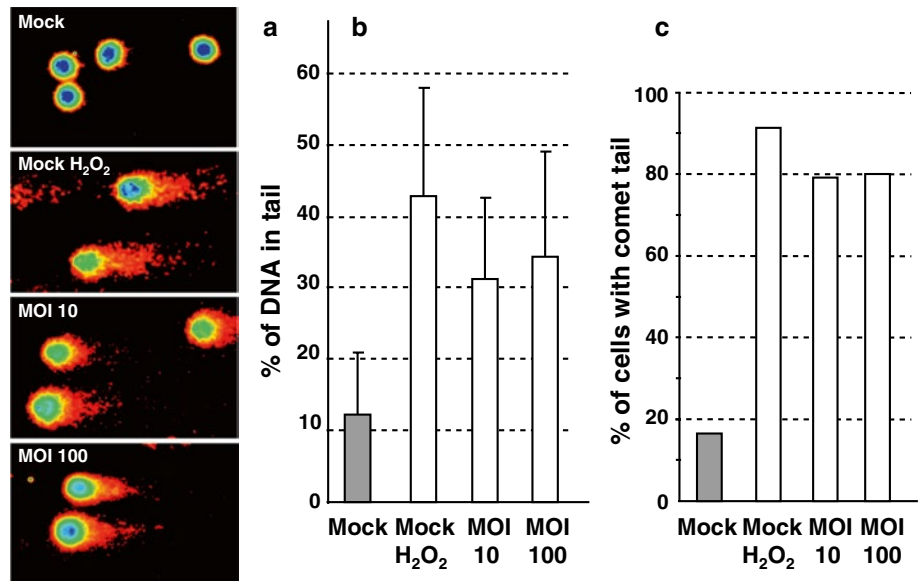 Mock
Mock H₂O₂
MOI 10
MOI 100
a
b
% of DNA in tail
60
50
40
30
20
10
0
Mock
Mock
H₂O₂
MOI
10
MOI
100
c
% of cells with comet tail
100
80
60
40
20
0
Mock
Mock
H₂O₂
MOI
10
MOI
100